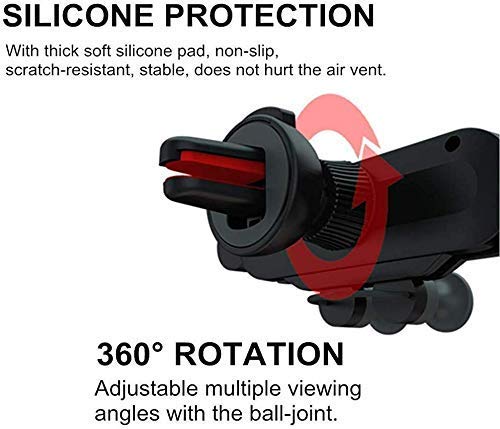 SILICONE PROTECTION
With thick soft silicone pad, non-slip,
scratch-resistant, stable, does not hurt the air vent.
360° ROTATION
Adjustable multiple viewing
angles with the ball-joint.